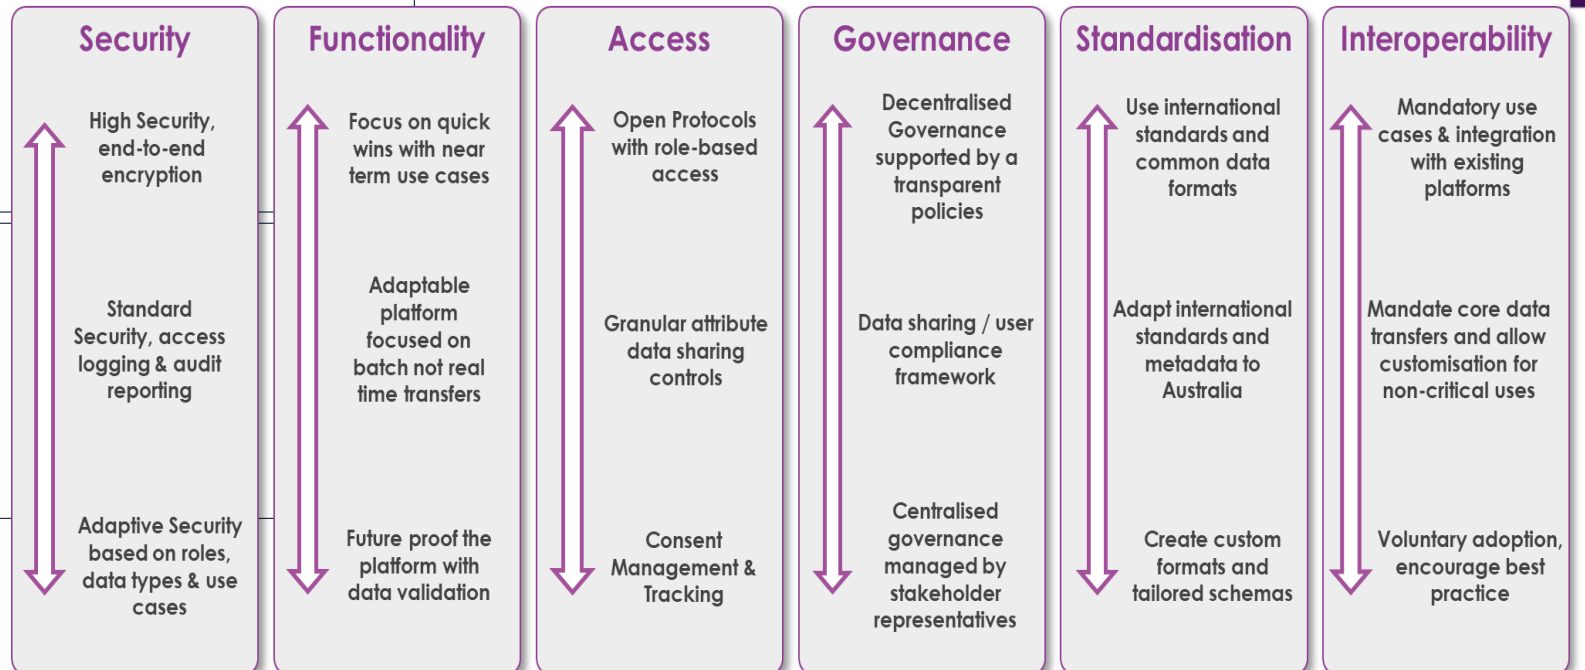 Security
High Security,
end-to-end
encryption
Standard
Security, access
logging & audit
reporting
Adaptive Security
based on roles,
data types & use
cases
Functionality
Focus on quick
wins with near
term use cases
Adaptable
platform
focused on
batch not real
time transfers
Future proof the
platform with
data validation
Access
Open Protocols
with role-based
access
Granular attribute
data sharing
controls
Consent
Management &
Tracking
Governance
Decentralised
Governance
supported by a
transparent
policies
Data sharing / user
compliance
framework
Centralised
governance
managed by
stakeholder
representatives
Standardisation
Use international
standards and
common data
formats
Adapt international
standards and
metadata to
Australia
Create custom
formats and
tailored schemas
Interoperability
Mandatory use
cases & integration
with existing
platforms
Mandate core data
transfers and allow
customisation for
non-critical uses
Voluntary adoption,
encourage best
practice